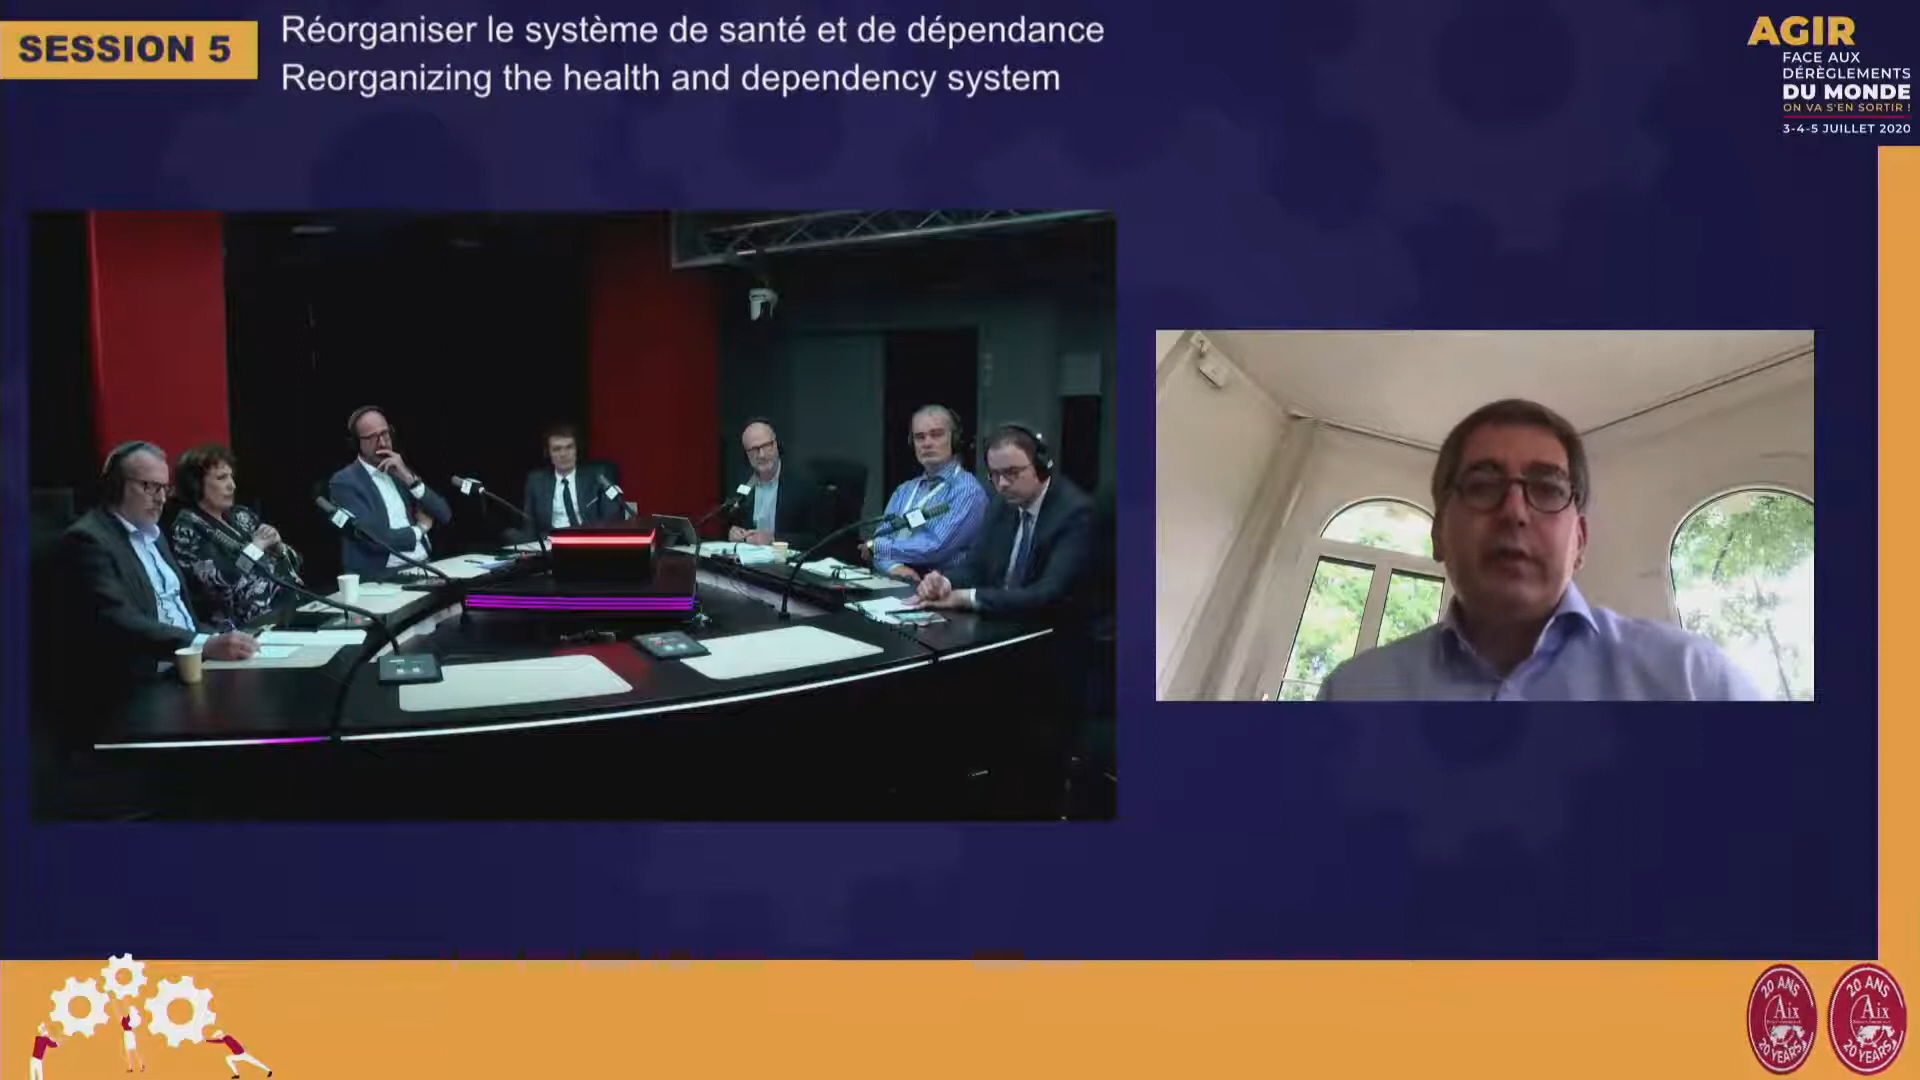 SESSION 5
Réorganiser le système de santé et de dépendance
Reorganizing the health and dependency system
AGIR
FACE AUX
DÉRÈGLEMENTS
DU MONDE
ON VA S'EN SORTIR !
3-4-5 JUILLET 2020
20 ANS
Aix
20 YEARS
20 ANS
Aix
20 YEARS